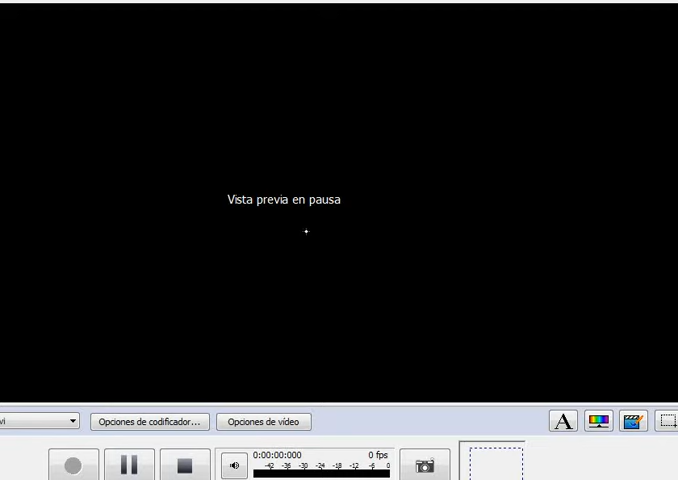 Vista previa en pausa
vi
Opciones de codificador...
Opciones de vídeo
A
0:00:00:000
0 fps
-42 -36 -30 -24 -18 -12 -6 0